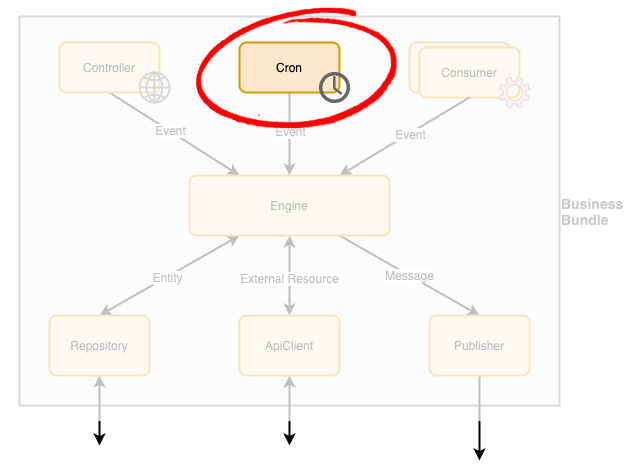 Controller
Cron
Consumer
Event
Event
Event
Engine
Business
Bundle
Entity
External Resource
Message
Repository
ApiClient
Publisher